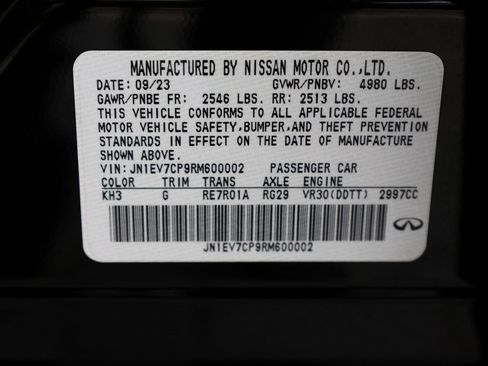 MANUFACTURED BY NISSAN MOTOR CO.,LTD.
DATE: 09/23 GVWR/PNBV: 4980 LBS.
GAWR/PNBE FR: 2546 LBS. RR: 2513 LBS.
THIS VEHICLE CONFORMS TO ALL APPLICABLE FEDERAL
MOTOR VEHICLE SAFETY,BUMPER,AND THEFT PREVENTION
STANDARDS IN EFFECT ON THE DATE OF MANUFACTURE
SHOWN ABOVE.
VIN: JN1EV7CP9RM600002 PASSENGER CAR
COLOR TRIM TRANS AXLE ENGINE
KH3 G RE7R01A RG29 VR30(DDTT) 2997CC
JN1EV7CP9RM600002